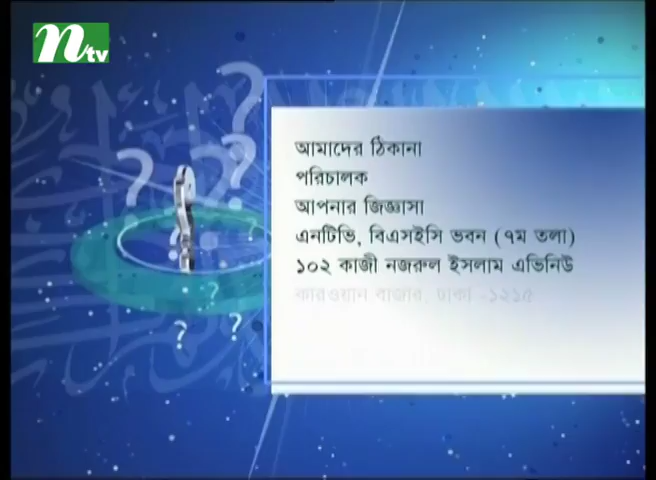 ntv
আমাদের ঠিকানা
পরিচালক
আপনার জিজ্ঞাসা
এনটিভি, বিএসইসি ভবন (৭ম তলা)
১০২ কাজী নজরুল ইসলাম এভিনিউ
কারওয়ান বাজার, ঢাকা -১২১৫